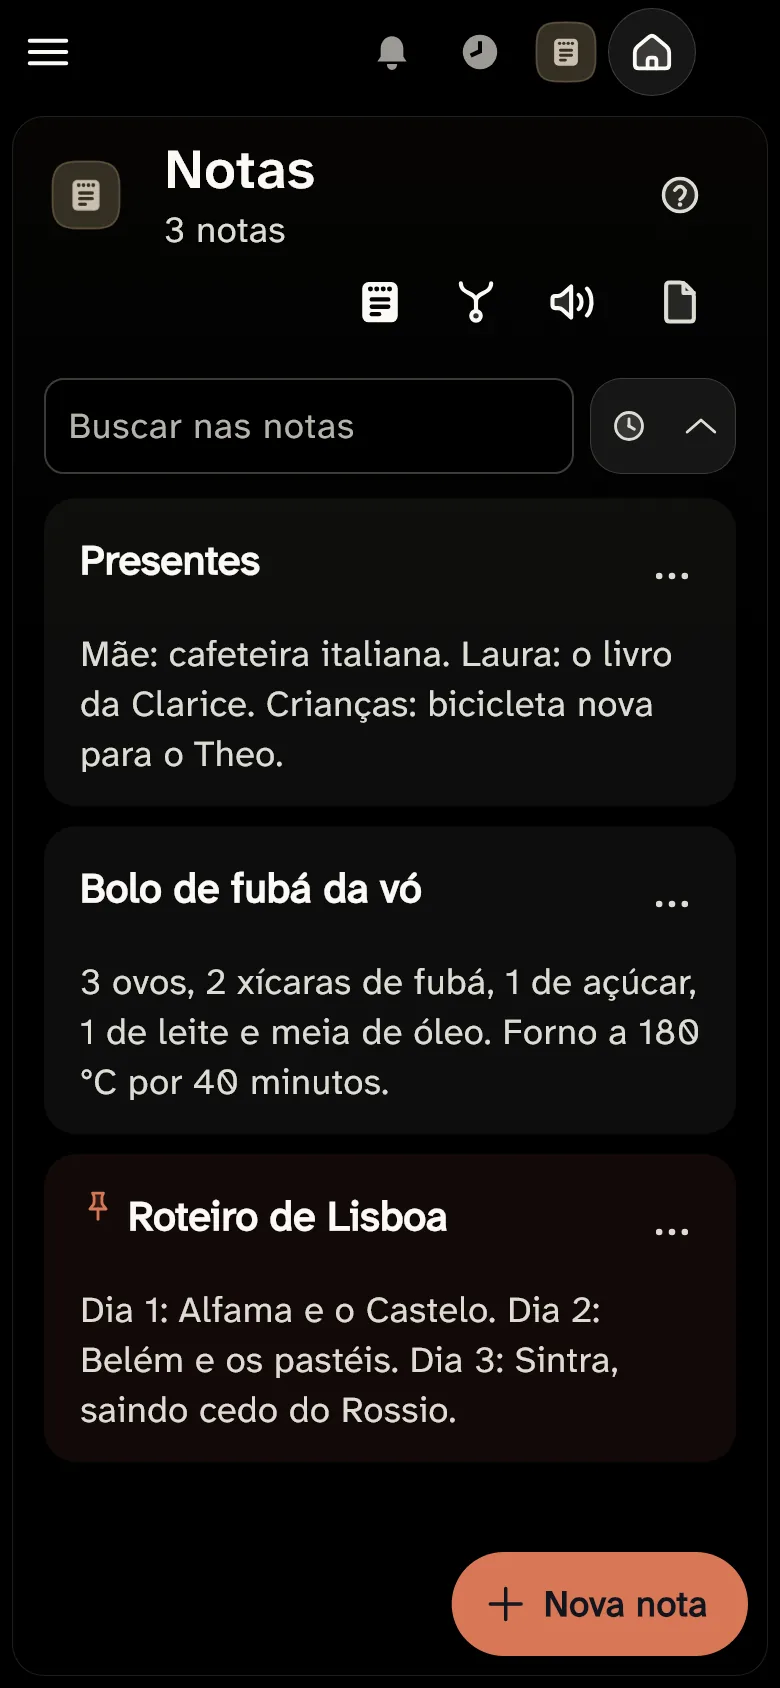 Notas
3 notas
Buscar nas notas
Presentes
Mãe: cafeteira italiana. Laura: o livro
da Clarice. Crianças: bicicleta nova
para o Theo.
Bolo de fubá da vó
3 ovos, 2 xícaras de fubá, 1 de açúcar,
1 de leite e meia de óleo. Forno a 180
°C por 40 minutos.
Roteiro de Lisboa
Dia 1: Alfama e o Castelo. Dia 2:
Belém e os pastéis. Dia 3: Sintra,
saindo cedo do Rossio.
Nova nota